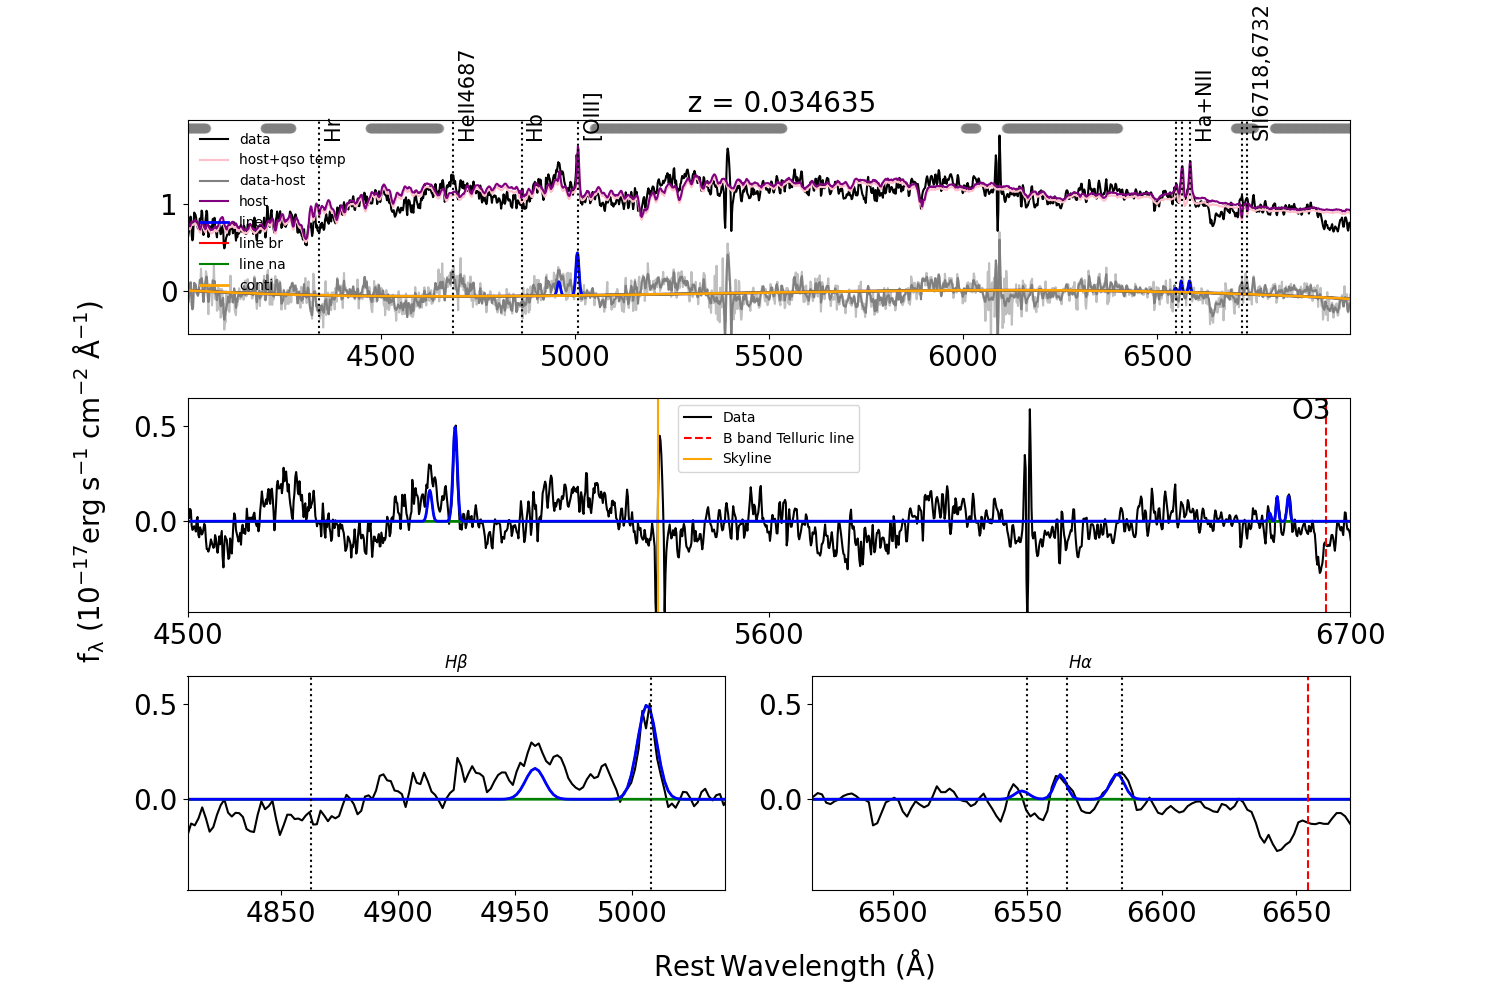 z = 0.034635
Hr
HeII4687
Hb
[OIII]
Ha+NII
SII6718,6732
data
host+qso temp
data-host
host
line
line br
line na
conti
1
0
4500 5000 5500 6000 6500
O3
Data
B band Telluric line
Skyline
0.5
0.0
4500 5600 6700
fλ (10−17erg s−1 cm−2 Å−1)
Hβ
0.5
0.0
4850 4900 4950 5000
Hα
0.5
0.0
6500 6550 6600 6650
Rest Wavelength (Å)